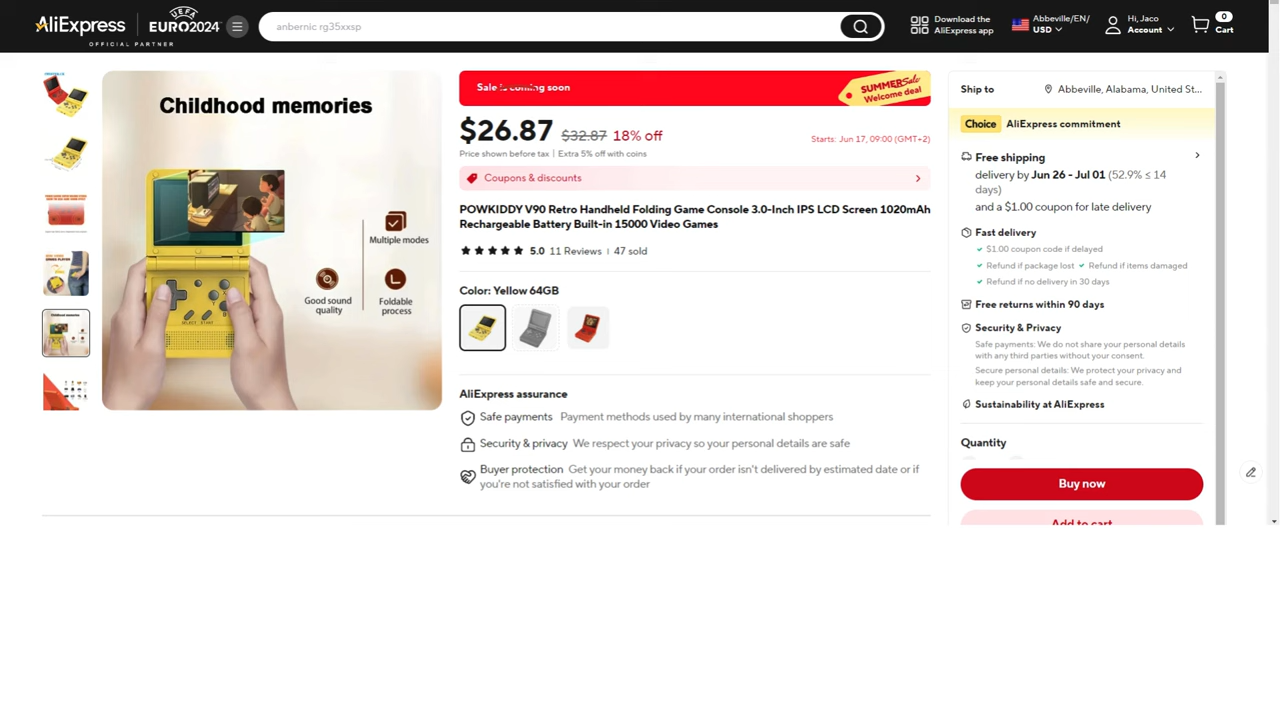 AliExpress
OFFICIAL PARTNER
UEFA
EURO2024
anbernic rg35xxsp
Download the
AliExpress app
Abbeville/EN/
USD
Hi, Jaco
Account
0
Cart
Childhood memories
Multiple modes
Good sound
quality
Foldable
process
SELECT - START
Sale is coming soon
SUMMER Sale
Welcome deal
$26.87 $32.87 18% off
Starts: Jun 17, 09:00 (GMT+2)
Price shown before tax | Extra 5% off with coins
Coupons & discounts
POWKIDDY V90 Retro Handheld Folding Game Console 3.0-Inch IPS LCD Screen 1020mAh
Rechargeable Battery Built-in 15000 Video Games
5.0 11 Reviews | 47 sold
Color: Yellow 64GB
AliExpress assurance
Safe payments Payment methods used by many international shoppers
Security & privacy We respect your privacy so your personal details are safe
Buyer protection Get your money back if your order isn't delivered by estimated date or if
you're not satisfied with your order
Ship to Abbeville, Alabama, United St...
Choice AliExpress commitment
Free shipping
delivery by Jun 26 - Jul 01 (52.9% ≤ 14
days)
and a $1.00 coupon for late delivery
Fast delivery
$1.00 coupon code if delayed
Refund if package lost Refund if items damaged
Refund if no delivery in 30 days
Free returns within 90 days
Security & Privacy
Safe payments: We do not share your personal details
with any third parties without your consent.
Secure personal details: We protect your privacy and
keep your personal details safe and secure.
Sustainability at AliExpress
Quantity
Buy now
Add to cart